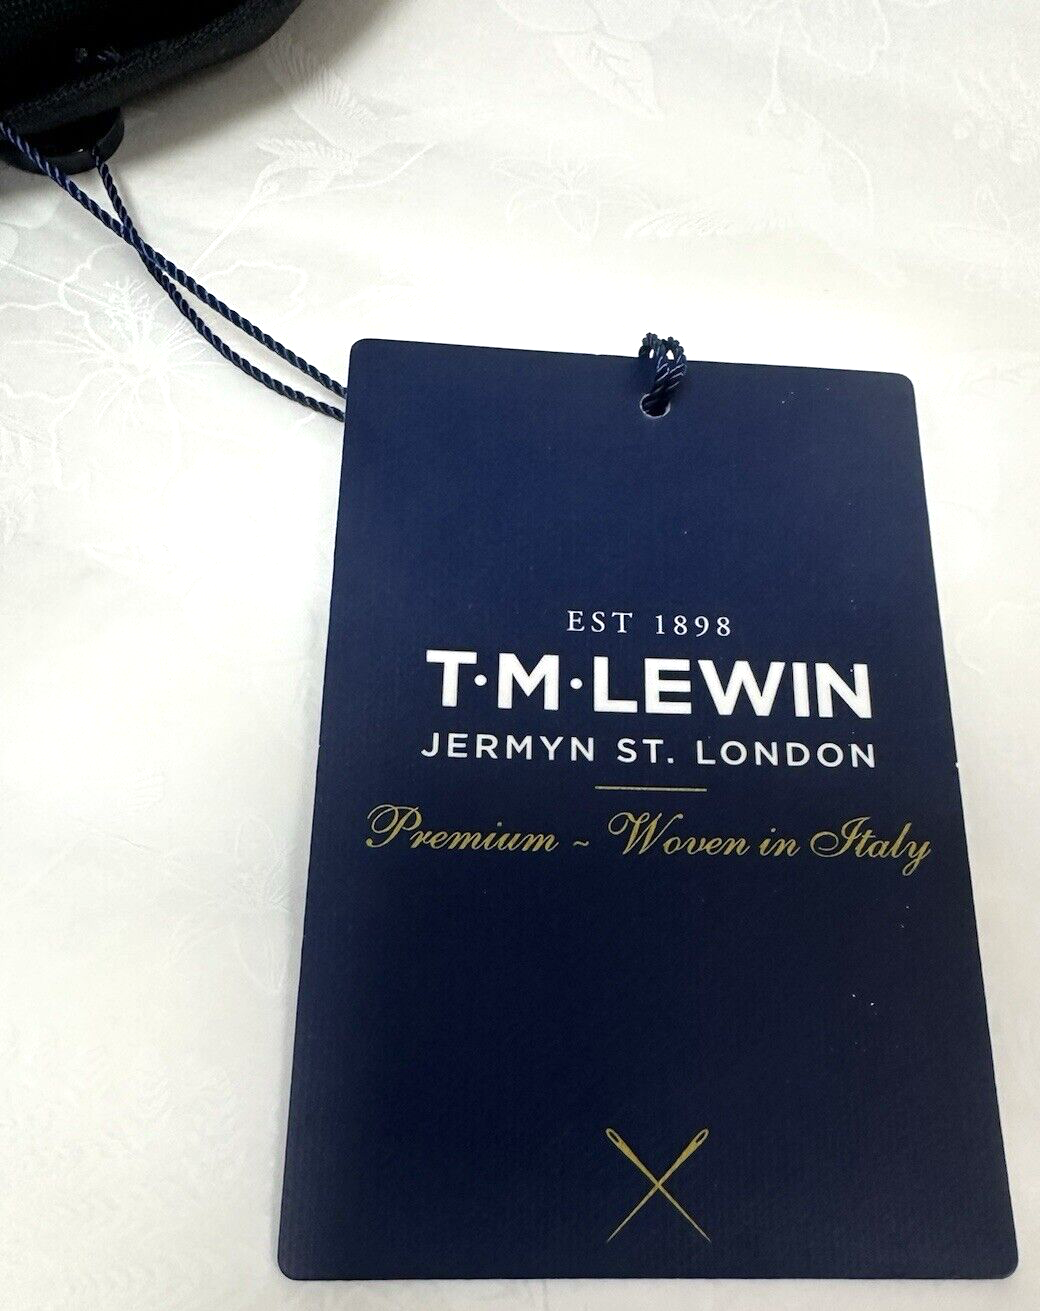 EST 1898
T·M·LEWIN
JERMYN ST. LONDON
Premium ~ Woven in Italy